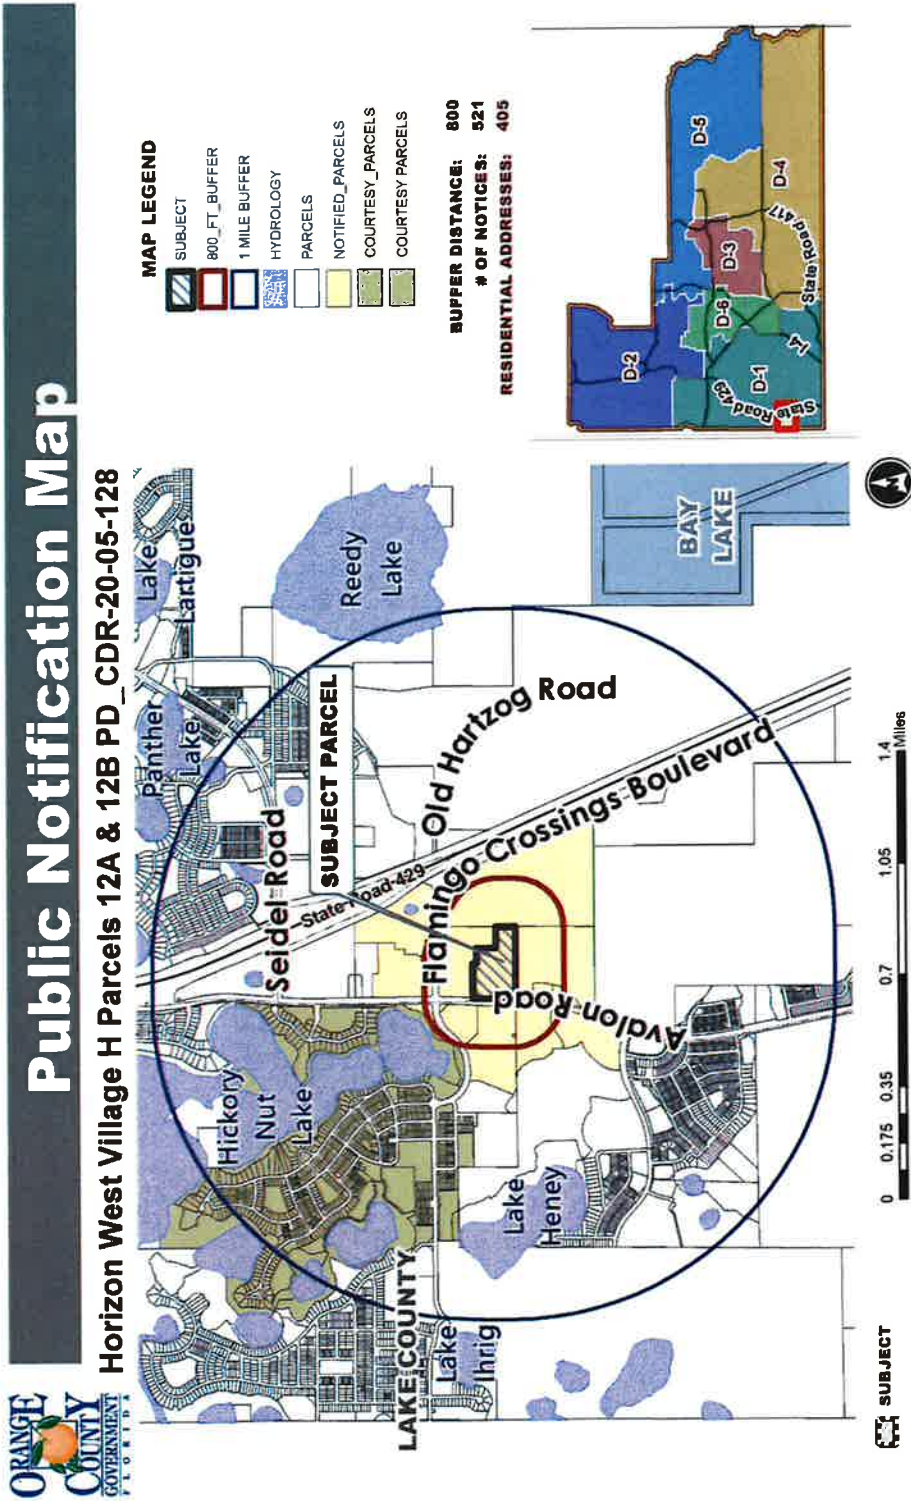 Public Notification Map
ORANGE
COUNTY
GOVERNMENT
FLORIDA
Horizon West Village H Parcels 12A & 12B PD_CDR-20-05-128
Lake
Lartigue
Panther
Lake
Hickory
Nut
Lake
Seidel Road
SUBJECT PARCEL
Reedy
Lake
State Road 429
Old Hartzog Road
Flamingo Crossings Boulevard
Avalon Road
LAKE COUNTY
Lake
Ihrig
Lake
Heney
BAY
LAKE
MAP LEGEND
SUBJECT
800_FT_BUFFER
1 MILE BUFFER
HYDROLOGY
PARCELS
NOTIFIED_PARCELS
COURTESY_PARCELS
COURTESY PARCELS
BUFFER DISTANCE: 800
# OF NOTICES: 521
RESIDENTIAL ADDRESSES: 405
D-2
D-5
D-6
D-3
D-4
D-1
State Road 429
I-4
State Road 417
SUBJECT
0 0.175 0.35 0.7 1.05 1.4
Miles